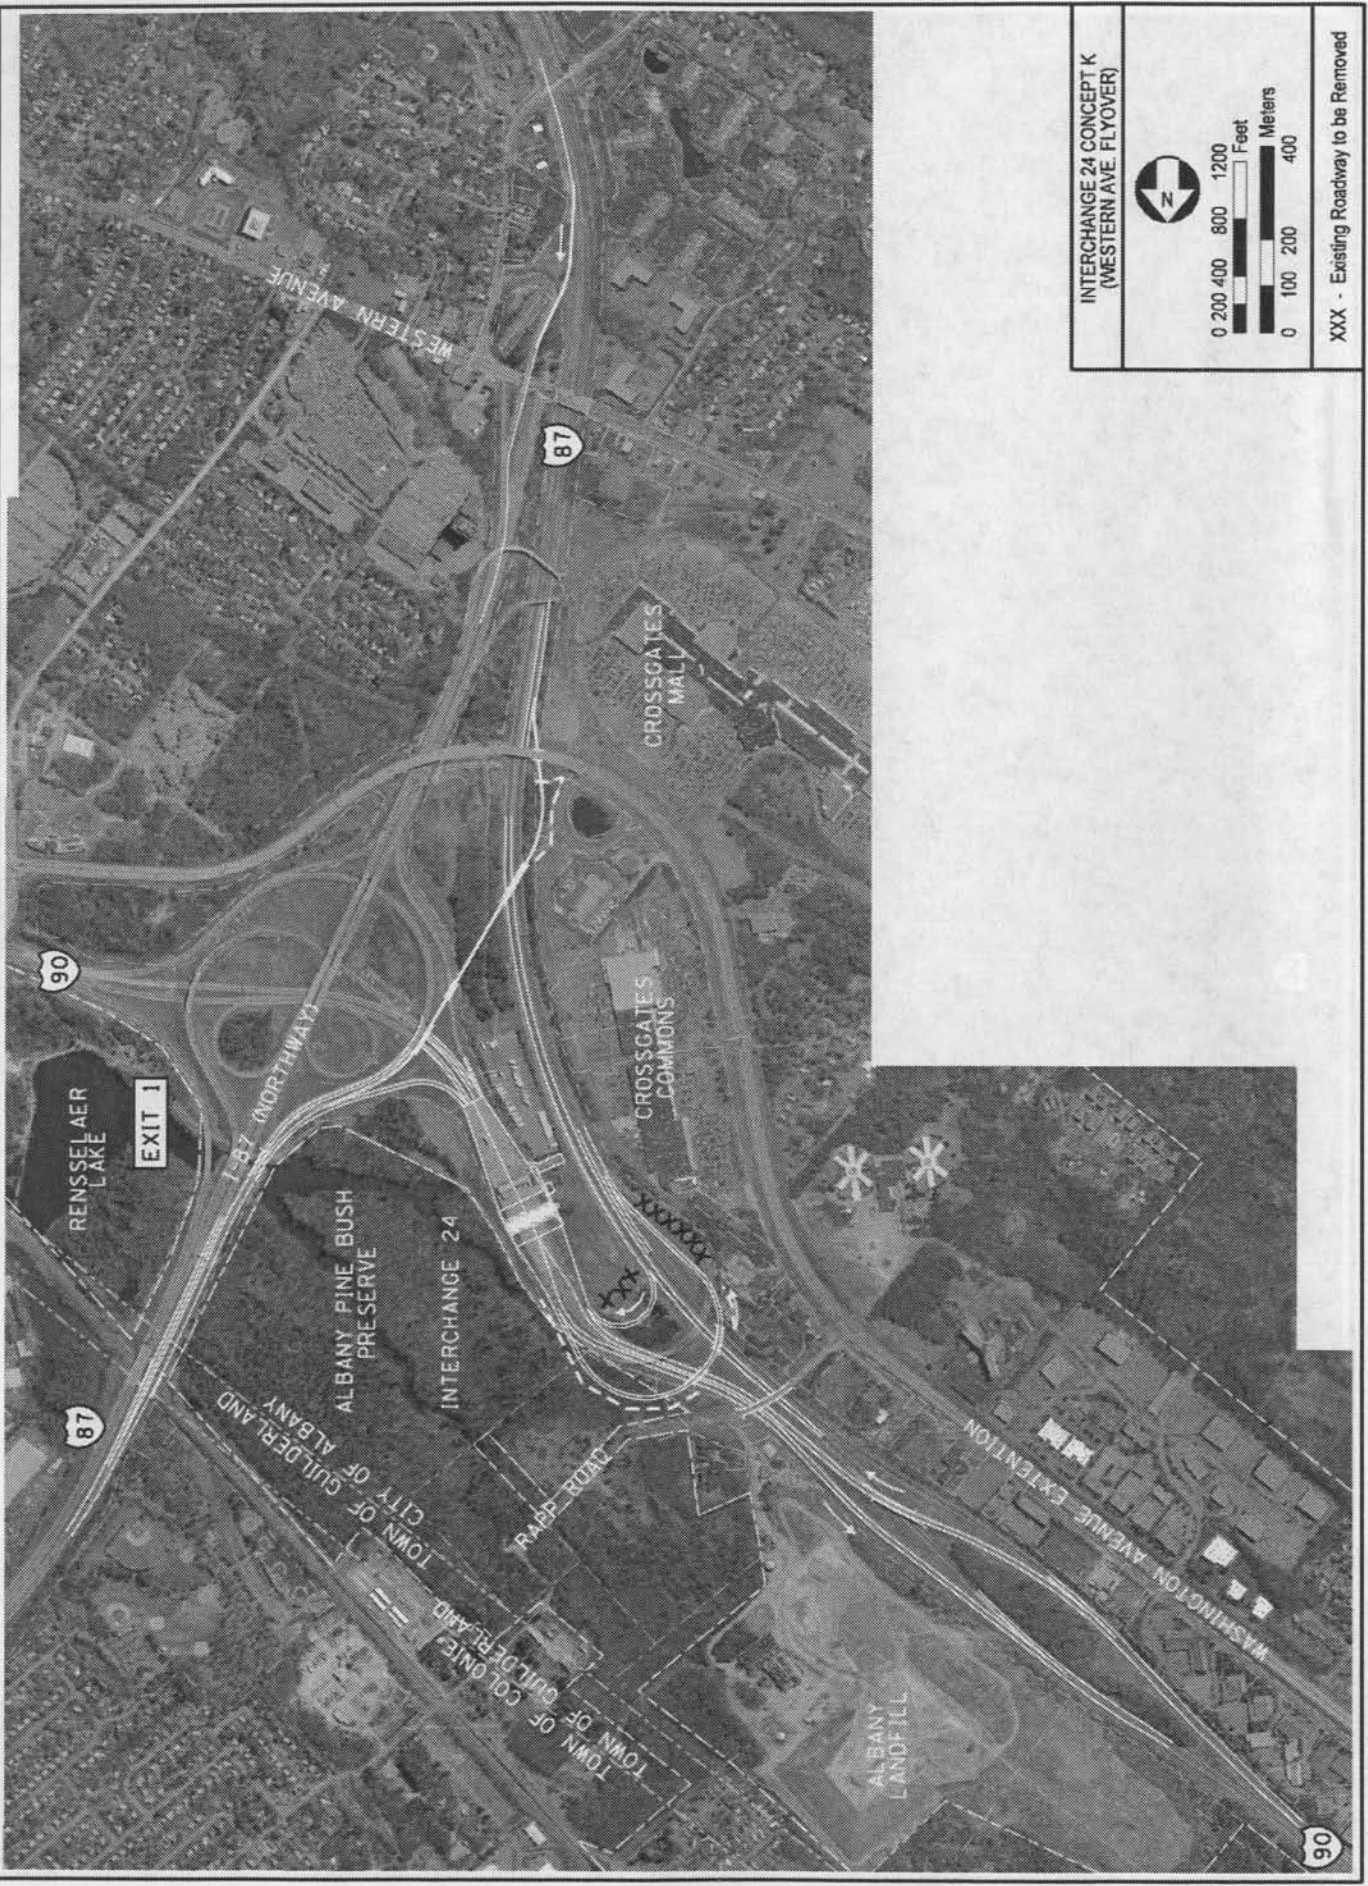 INTERCHANGE 24 CONCEPT K
(WESTERN AVE. FLYOVER)
N
0 200 400 800 1200
Feet
Meters
0 100 200 400
XXX - Existing Roadway to be Removed
WESTERN AVENUE
87
CROSSGATES
MALL
90
I-87 (NORTHWAY)
RENSSELAER
LAKE
EXIT 1
CROSSGATES
COMMONS
ALBANY PINE BUSH
PRESERVE
INTERCHANGE 24
XXXXXX
XXX
87
TOWN OF GUILDERLAND
CITY OF ALBANY
RAPP ROAD
TOWN OF COLONIE
TOWN OF GUILDERLAND
WASHINGTON AVENUE EXTENTION
ALBANY
LANDFILL
90